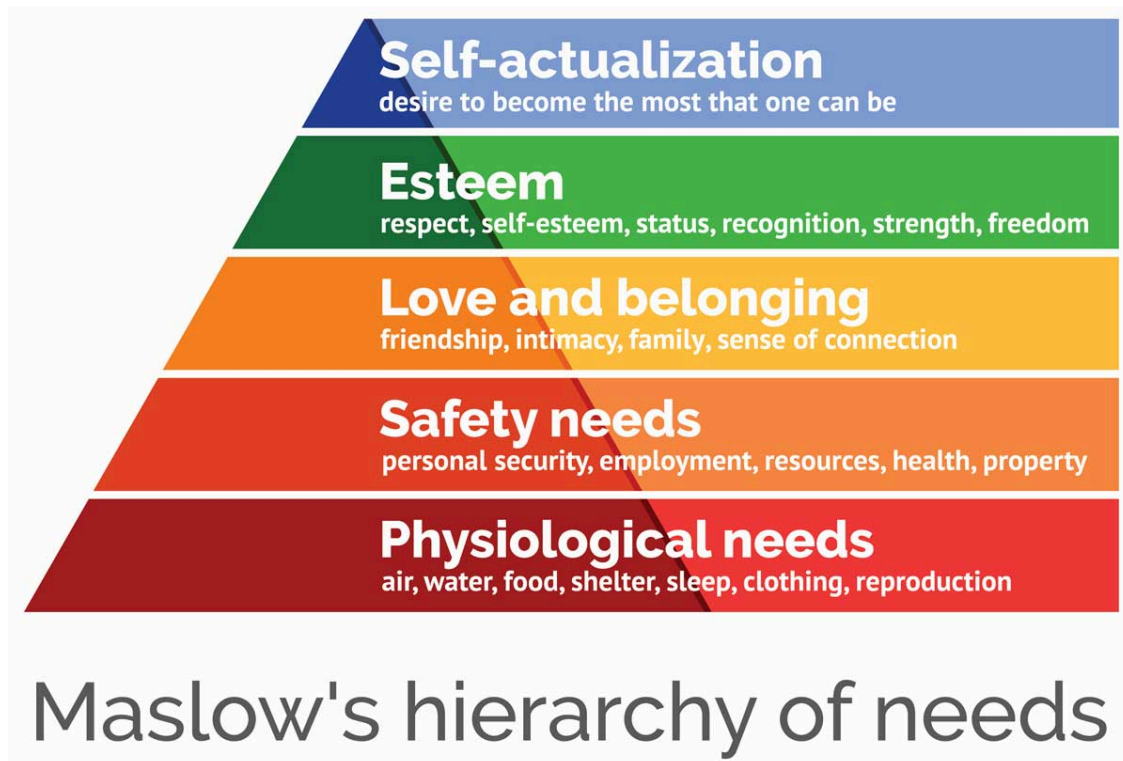 Self-actualization
desire to become the most that one can be
Esteem
respect, self-esteem, status, recognition, strength, freedom
Love and belonging
friendship, intimacy, family, sense of connection
Safety needs
personal security, employment, resources, health, property
Physiological needs
air, water, food, shelter, sleep, clothing, reproduction
Maslow's hierarchy of needs